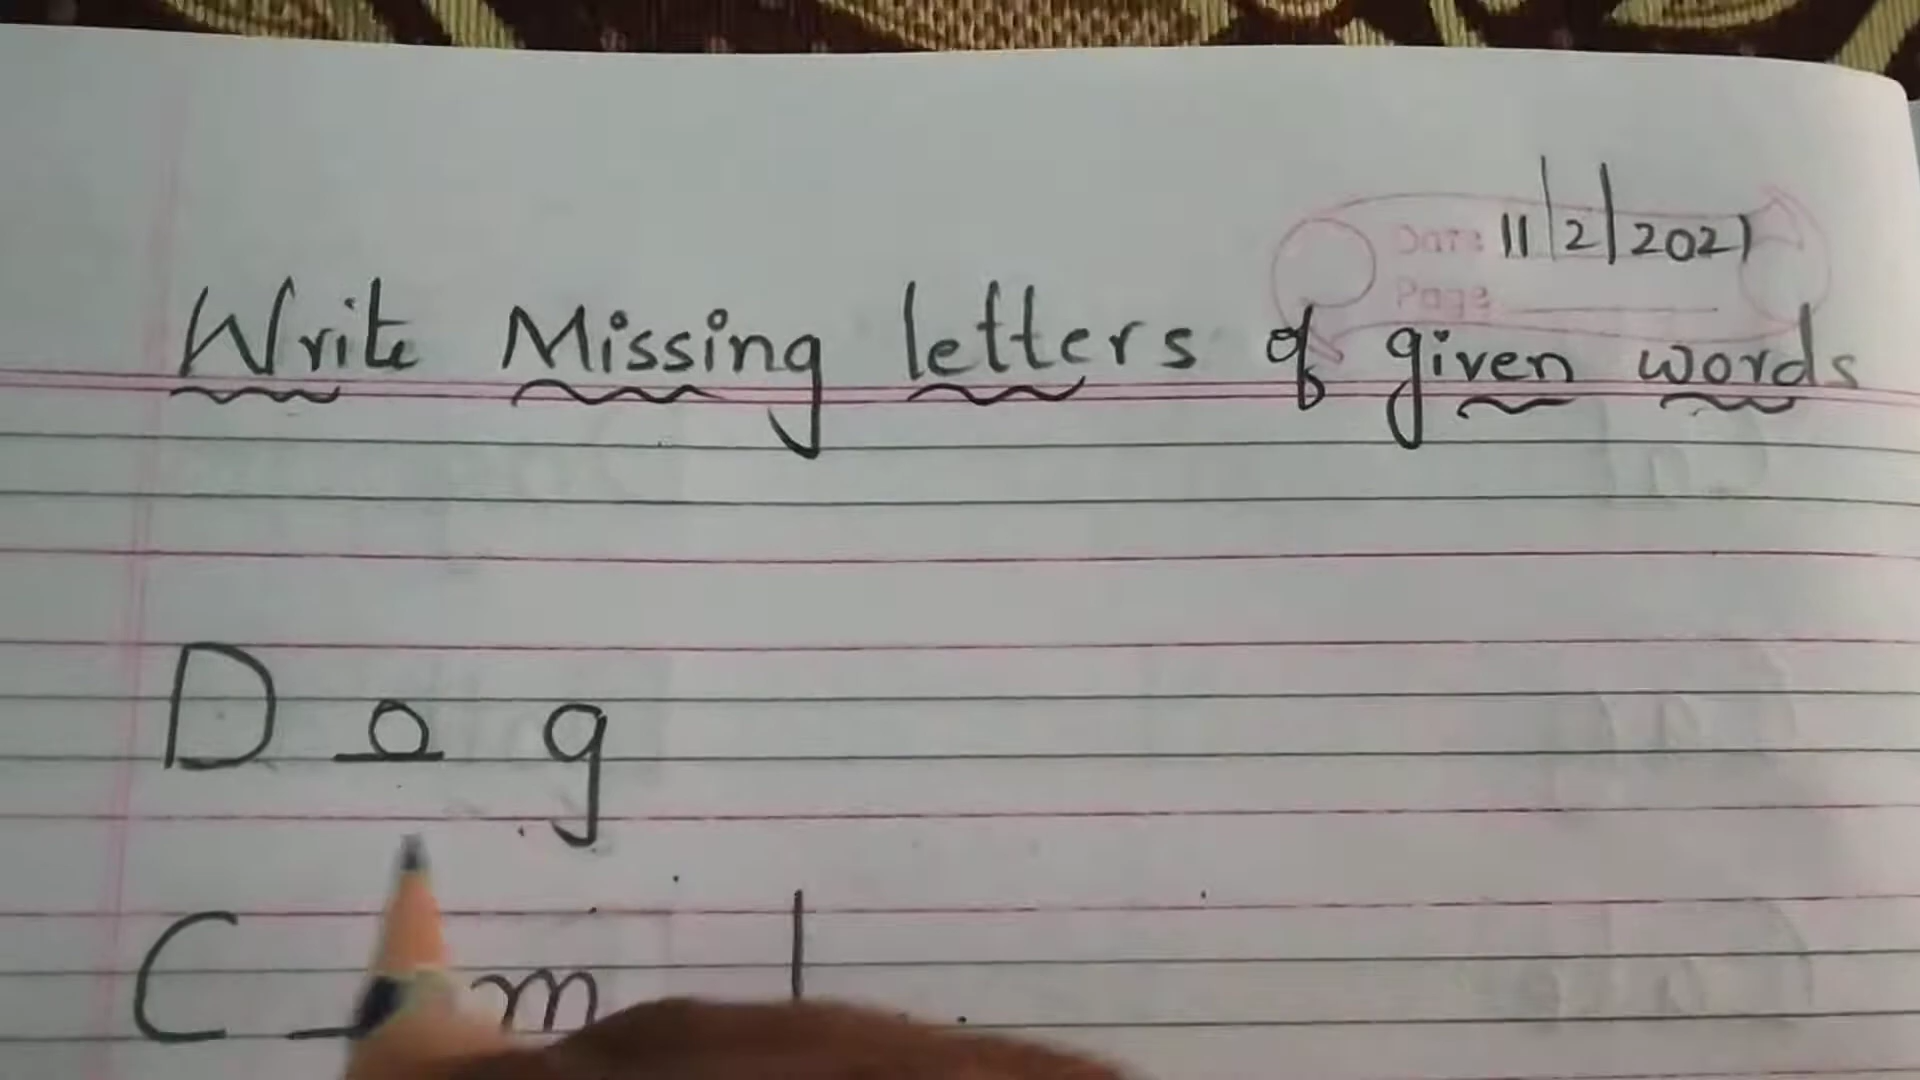 Date 11/2/2021
Page
Write Missing letters of given words
D o g
C _ m l